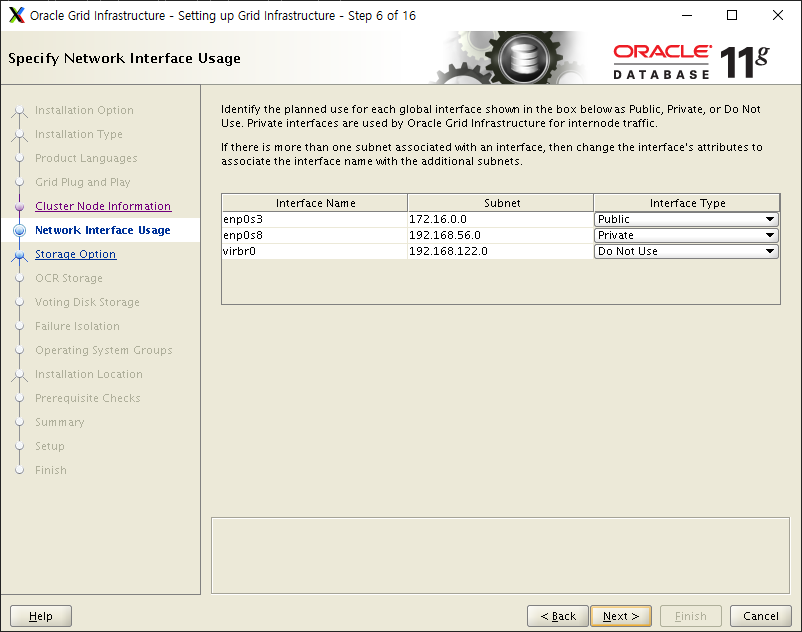 Oracle Grid Infrastructure - Setting up Grid Infrastructure - Step 6 of 16
Specify Network Interface Usage
ORACLE
DATABASE
11g
Installation Option
Installation Type
Product Languages
Grid Plug and Play
Cluster Node Information
Network Interface Usage
Storage Option
OCR Storage
Voting Disk Storage
Failure Isolation
Operating System Groups
Installation Location
Prerequisite Checks
Summary
Setup
Finish
Identify the planned use for each global interface shown in the box below as Public, Private, or Do Not
Use. Private interfaces are used by Oracle Grid Infrastructure for internode traffic.
If there is more than one subnet associated with an interface, then change the interface's attributes to
associate the interface name with the additional subnets.
Interface Name Subnet Interface Type
enp0s3 172.16.0.0 Public
enp0s8 192.168.56.0 Private
virbr0 192.168.122.0 Do Not Use
Help < Back Next > Finish Cancel